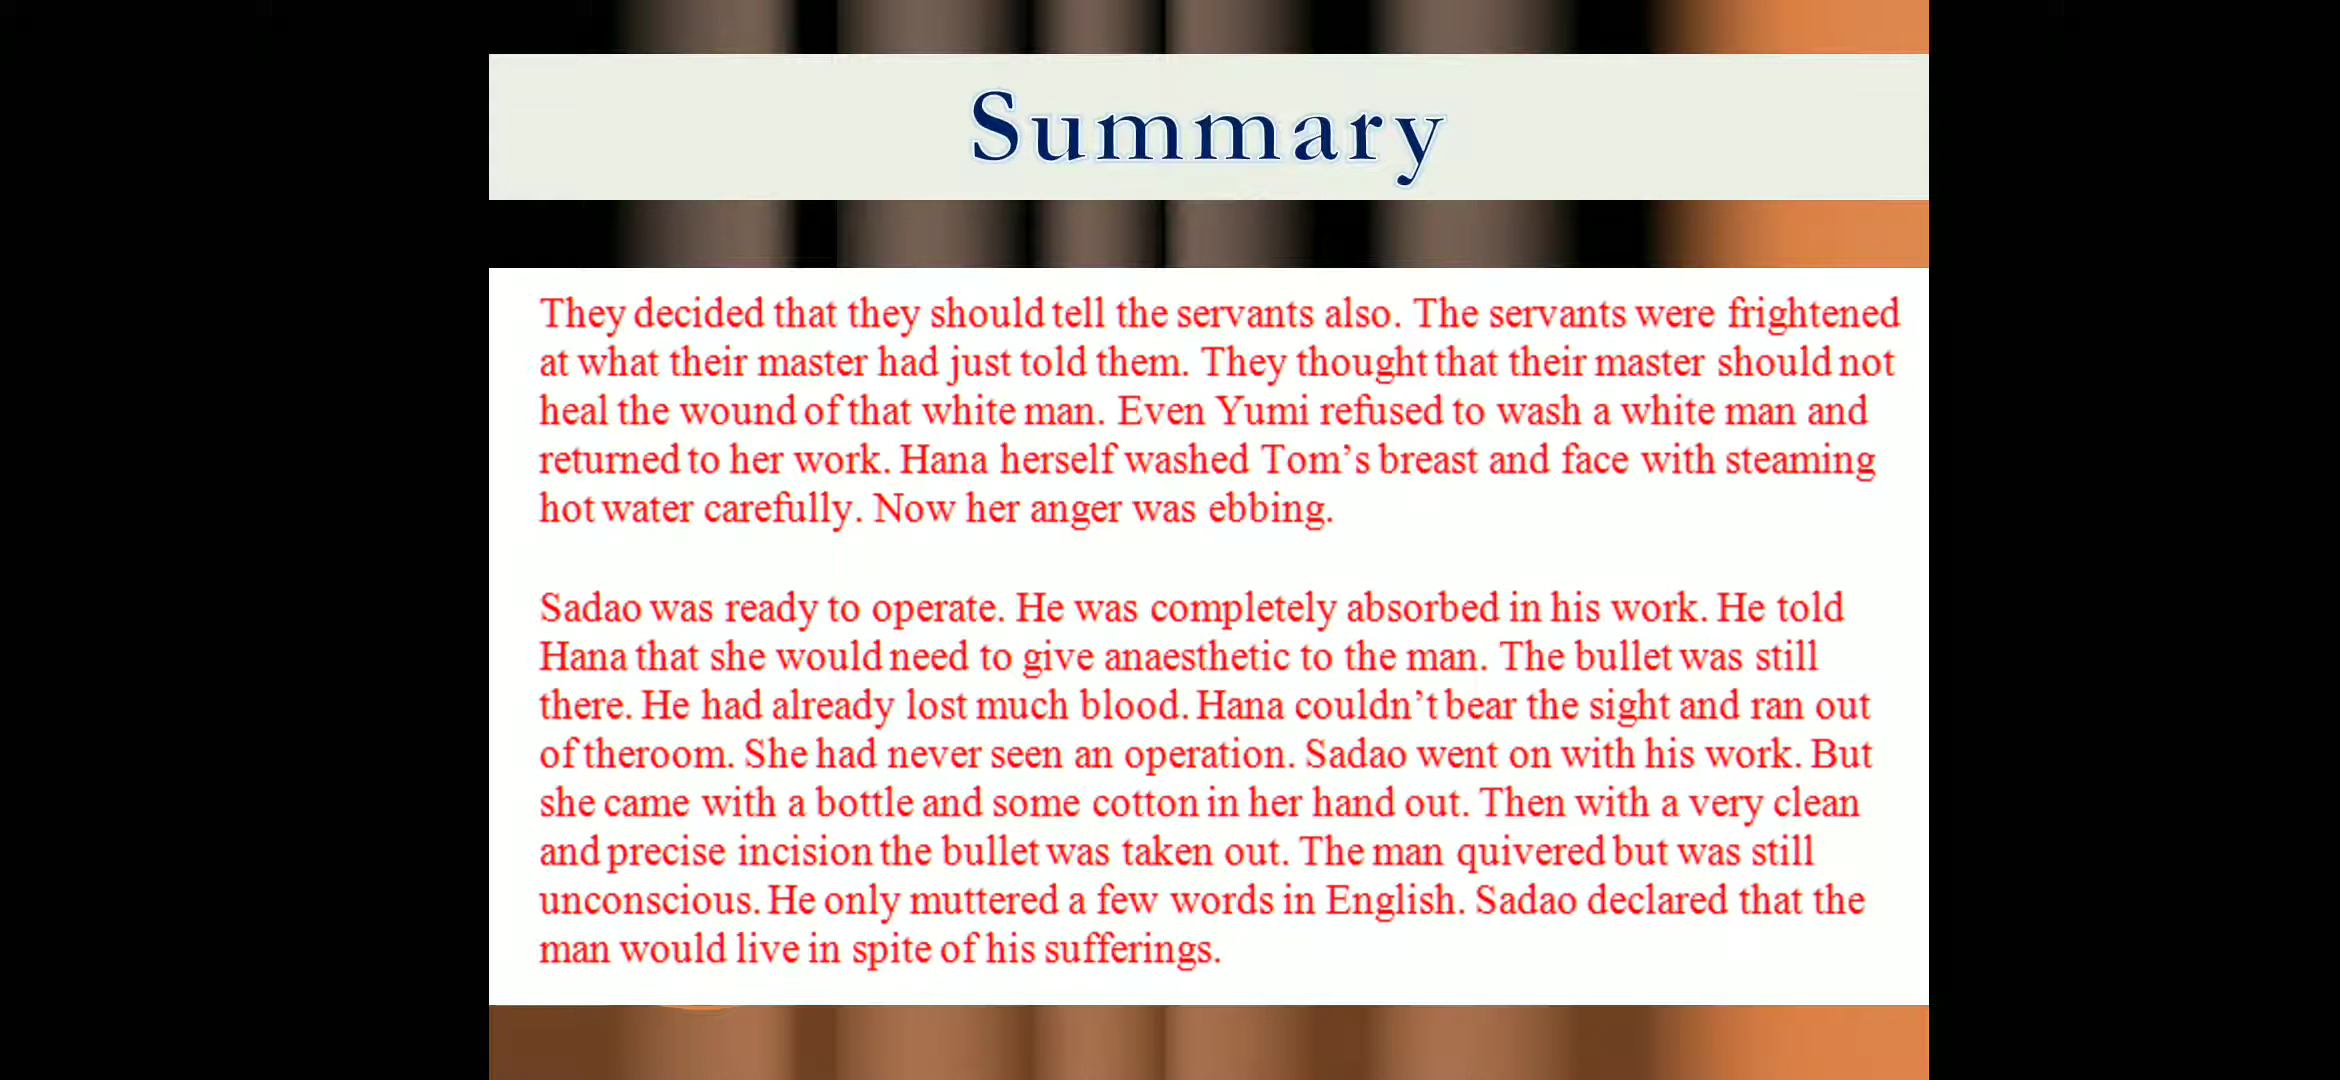 Summary
They decided that they should tell the servants also. The servants were frightened
at what their master had just told them. They thought that their master should not
heal the wound of that white man. Even Yumi refused to wash a white man and
returned to her work. Hana herself washed Tom’s breast and face with steaming
hot water carefully. Now her anger was ebbing.
Sadao was ready to operate. He was completely absorbed in his work. He told
Hana that she would need to give anaesthetic to the man. The bullet was still
there. He had already lost much blood. Hana couldn’t bear the sight and ran out
of theroom. She had never seen an operation. Sadao went on with his work. But
she came with a bottle and some cotton in her hand out. Then with a very clean
and precise incision the bullet was taken out. The man quivered but was still
unconscious. He only muttered a few words in English. Sadao declared that the
man would live in spite of his sufferings.